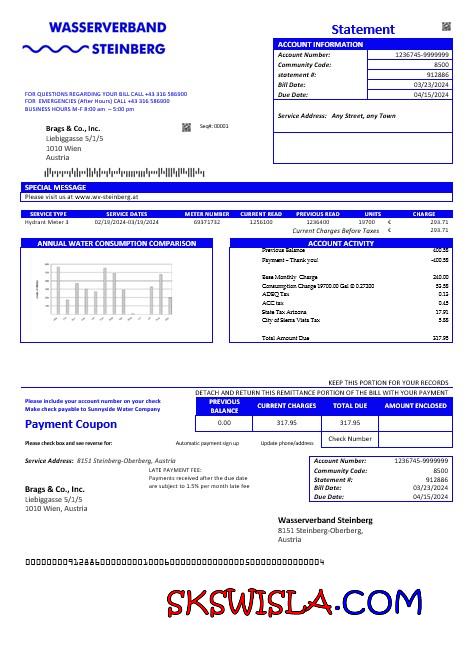 WASSERVERBAND
STEINBERG
Statement
ACCOUNT INFORMATION
Account Number: 1236745-9999999
Community Code: 8500
statement #: 912886
Bill Date: 03/23/2024
Due Date: 04/15/2024
Service Address: Any Street, any Town
FOR QUESTIONS REGARDING YOUR BILL CALL +43 316 586900
FOR EMERGENCIES (After Hours) CALL +43 316 586900
BUSINESS HOURS M-F 8:00 am – 5:00 pm
Brags & Co., Inc. Seq#: 00001
Liebiggasse 5/1/5
1010 Wien
Austria
SPECIAL MESSAGE
Please visit us at www.wv-steinberg.at
SERVICE TYPE SERVICE DATES METER NUMBER CURRENT READ PREVIOUS READ UNITS CHARGE
Hydrant Meter 3 02/19/2024-03/19/2024 69371732 1256100 1236400 19700 € 293.71
Current Charges Before Taxes € 293.71
ANNUAL WATER CONSUMPTION COMPARISON
ACCOUNT ACTIVITY
Previous Balance
Payment – Thank you!
Base Monthly Charge 240.00
Consumption Charge 19700.00 Gal @ 0.27300 53.58
ADEQ Tax 0.13
ACC tax 0.45
State Tax Arizona 17.91
City of Sierra Vista Tax 5.88
Total Amount Due 317.95
KEEP THIS PORTION FOR YOUR RECORDS
DETACH AND RETURN THIS REMITTANCE PORTION OF THE BILL WITH YOUR PAYMENT
Please include your account number on your check
Make check payable to Sunnyside Water Company
Payment Coupon
PREVIOUS BALANCE CURRENT CHARGES TOTAL DUE AMOUNT ENCLOSED
0.00 317.95 317.95
Check Number
Please check box and see reverse for: Automatic payment sign up Update phone/address
Service Address: 8151 Steinberg-Oberberg, Austria
LATE PAYMENT FEE:
Payments received after the due date
are subject to 1.5% per month late fee
Account Number: 1236745-9999999
Community Code: 8500
Statement #: 912886
Bill Date: 03/23/2024
Due Date: 04/15/2024
Brags & Co., Inc.
Liebiggasse 5/1/5
1010 Wien, Austria
Wasserverband Steinberg
8151 Steinberg-Oberberg,
Austria
SKSWISLA.COM